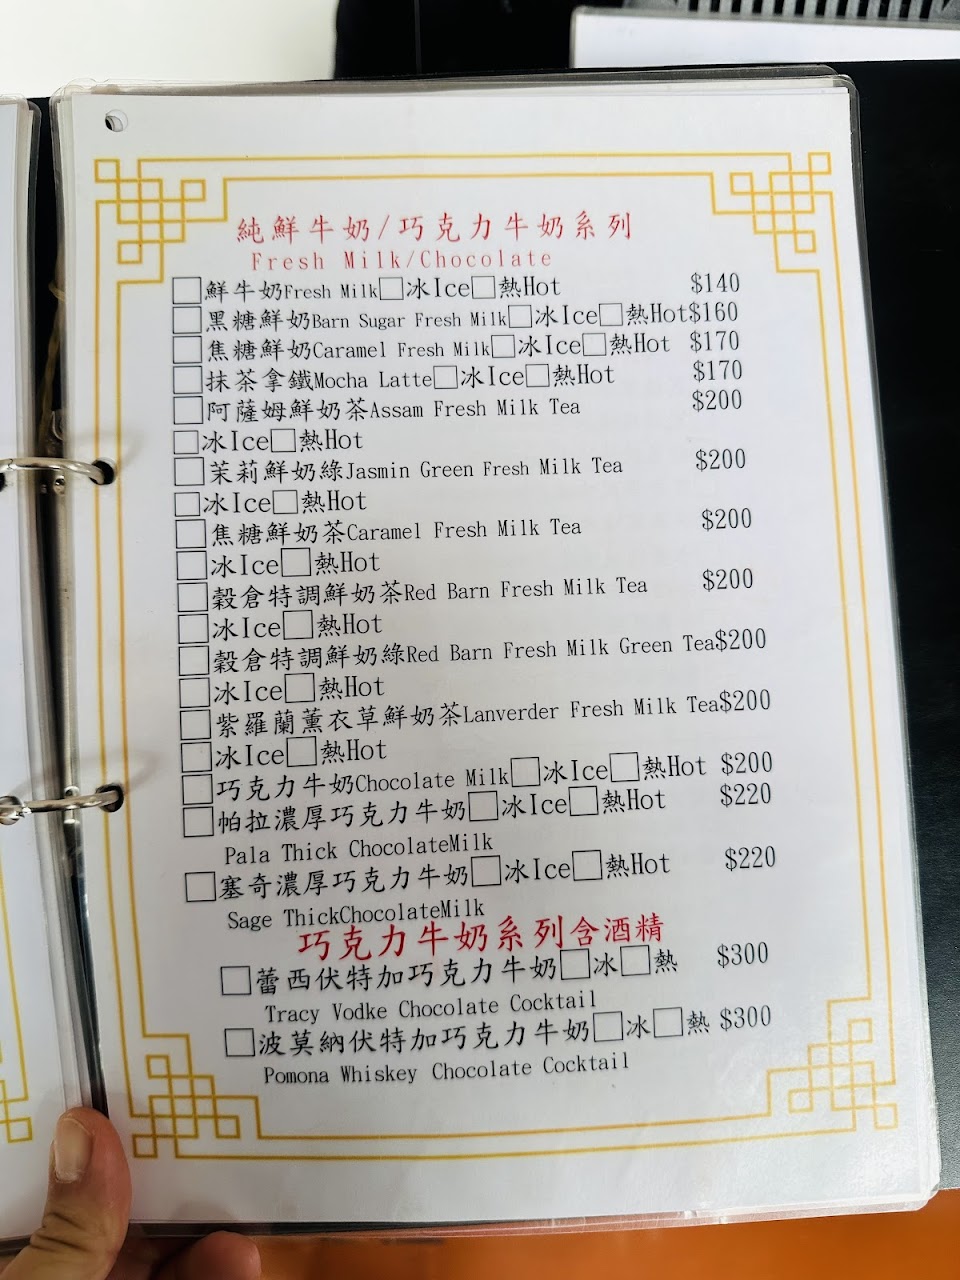 純鮮牛奶/巧克力牛奶系列
Fresh Milk/Chocolate
□鮮牛奶Fresh Milk□冰Ice□熱Hot $140
□黑糖鮮奶Barn Sugar Fresh Milk□冰Ice□熱Hot$160
□焦糖鮮奶Caramel Fresh Milk□冰Ice□熱Hot $170
□抹茶拿鐵Mocha Latte□冰Ice□熱Hot $170
□阿薩姆鮮奶茶Assam Fresh Milk Tea $200
□冰Ice□熱Hot
□茉莉鮮奶綠Jasmin Green Fresh Milk Tea $200
□冰Ice□熱Hot
□焦糖鮮奶茶Caramel Fresh Milk Tea $200
□冰Ice□熱Hot
□穀倉特調鮮奶茶Red Barn Fresh Milk Tea $200
□冰Ice□熱Hot
□穀倉特調鮮奶綠Red Barn Fresh Milk Green Tea$200
□冰Ice□熱Hot
□紫羅蘭薰衣草鮮奶茶Lanverder Fresh Milk Tea$200
□冰Ice□熱Hot
□巧克力牛奶Chocolate Milk□冰Ice□熱Hot $200
□帕拉濃厚巧克力牛奶□冰Ice□熱Hot $220
Pala Thick ChocolateMilk
□塞奇濃厚巧克力牛奶□冰Ice□熱Hot $220
Sage ThickChocolateMilk
巧克力牛奶系列含酒精
□蕾西伏特加巧克力牛奶□冰□熱 $300
Tracy Vodke Chocolate Cocktail
□波莫納伏特加巧克力牛奶□冰□熱 $300
Pomona Whiskey Chocolate Cocktail